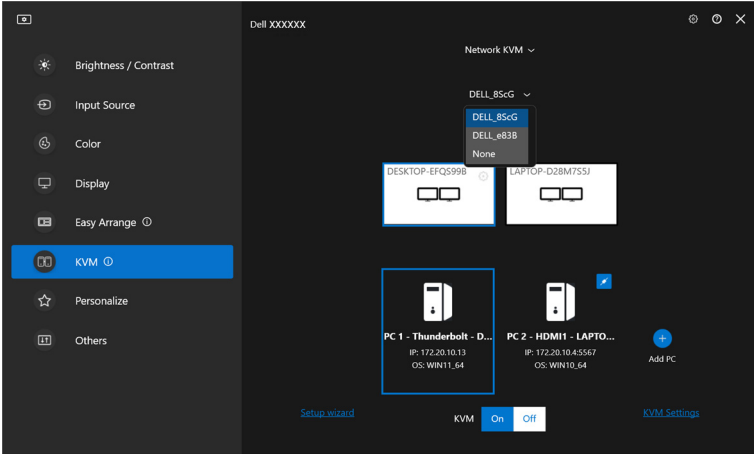 Dell XXXXXX
Network KVM
Brightness / Contrast
Input Source
Color
Display
Easy Arrange
KVM
Personalize
Others
DELL_8ScG
DELL_8ScG
DELL_e83B
None
DESKTOP-EFQS99B
LAPTOP-D28M7S5J
PC 1 - Thunderbolt - D...
IP: 172.20.10.13
OS: WIN11_64
PC 2 - HDMI1 - LAPTO...
IP: 172.20.10.4:5567
OS: WIN10_64
Add PC
Setup wizard
KVM
On
Off
KVM Settings